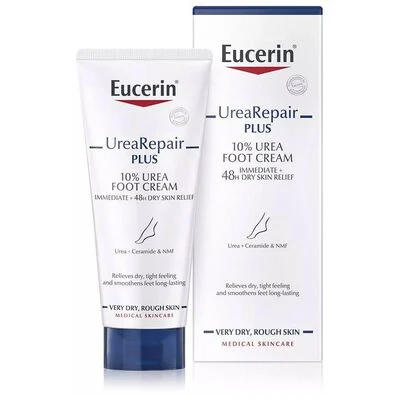 Eucerin®
UreaRepair
PLUS
10% UREA
FOOT CREAM
IMMEDIATE + 48H DRY SKIN RELIEF
Urea + Ceramide & NMF
Relieves dry, tight feeling
and smoothens feet long-lasting
VERY DRY, ROUGH SKIN
MEDICAL SKINCARE
Eucerin®
UreaRepair
PLUS
10% UREA
FOOT CREAM
IMMEDIATE +
48H DRY SKIN RELIEF
Urea + Ceramide & NMF
Relieves dry, tight feeling
and smoothens feet long-lasting
VERY DRY, ROUGH SKIN
MEDICAL SKINCARE